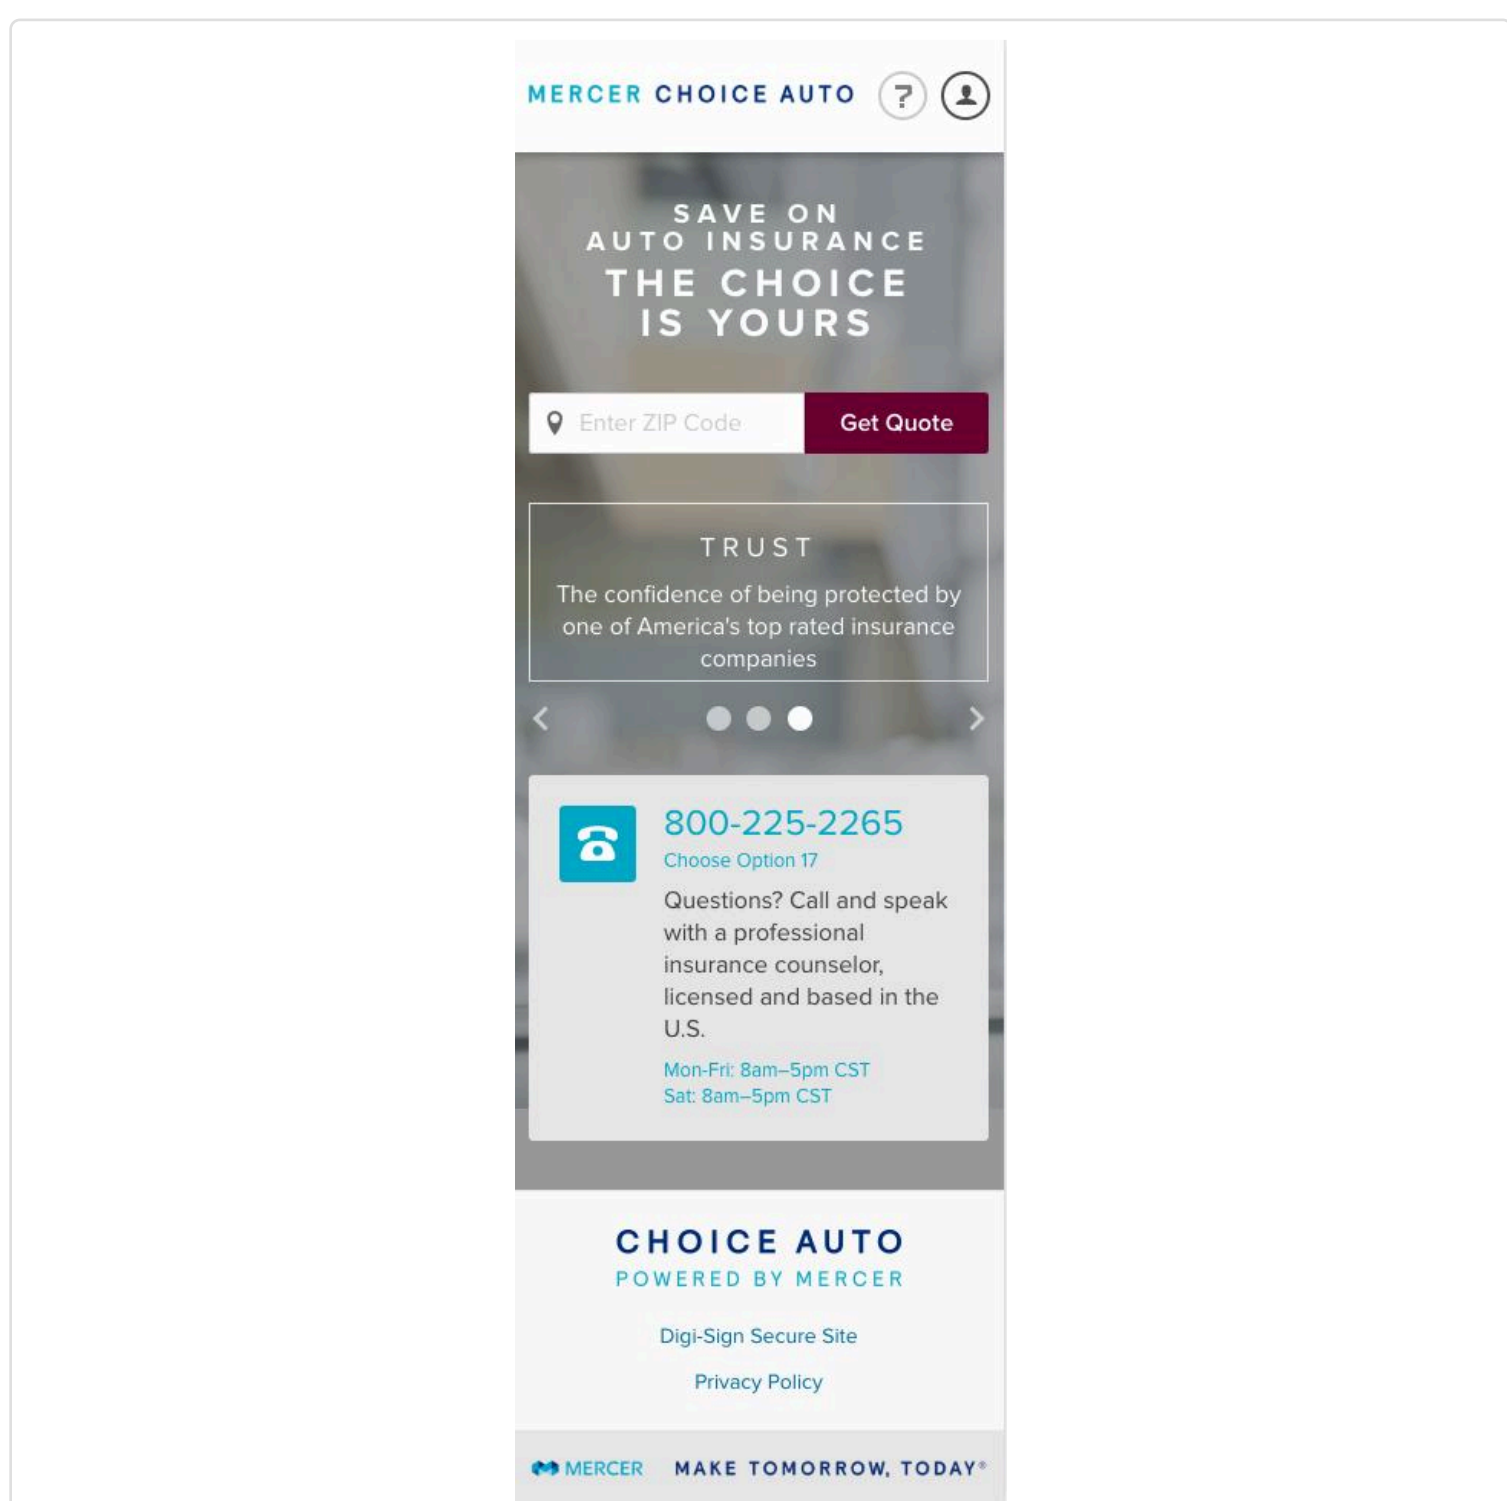 MERCER CHOICE AUTO ?
SAVE ON
AUTO INSURANCE
THE CHOICE
IS YOURS
Enter ZIP Code Get Quote
TRUST
The confidence of being protected by
one of America's top rated insurance
companies
800-225-2265
Choose Option 17
Questions? Call and speak
with a professional
insurance counselor,
licensed and based in the
U.S.
Mon-Fri: 8am–5pm CST
Sat: 8am–5pm CST
CHOICE AUTO
POWERED BY MERCER
Digi-Sign Secure Site
Privacy Policy
MERCER MAKE TOMORROW, TODAY®